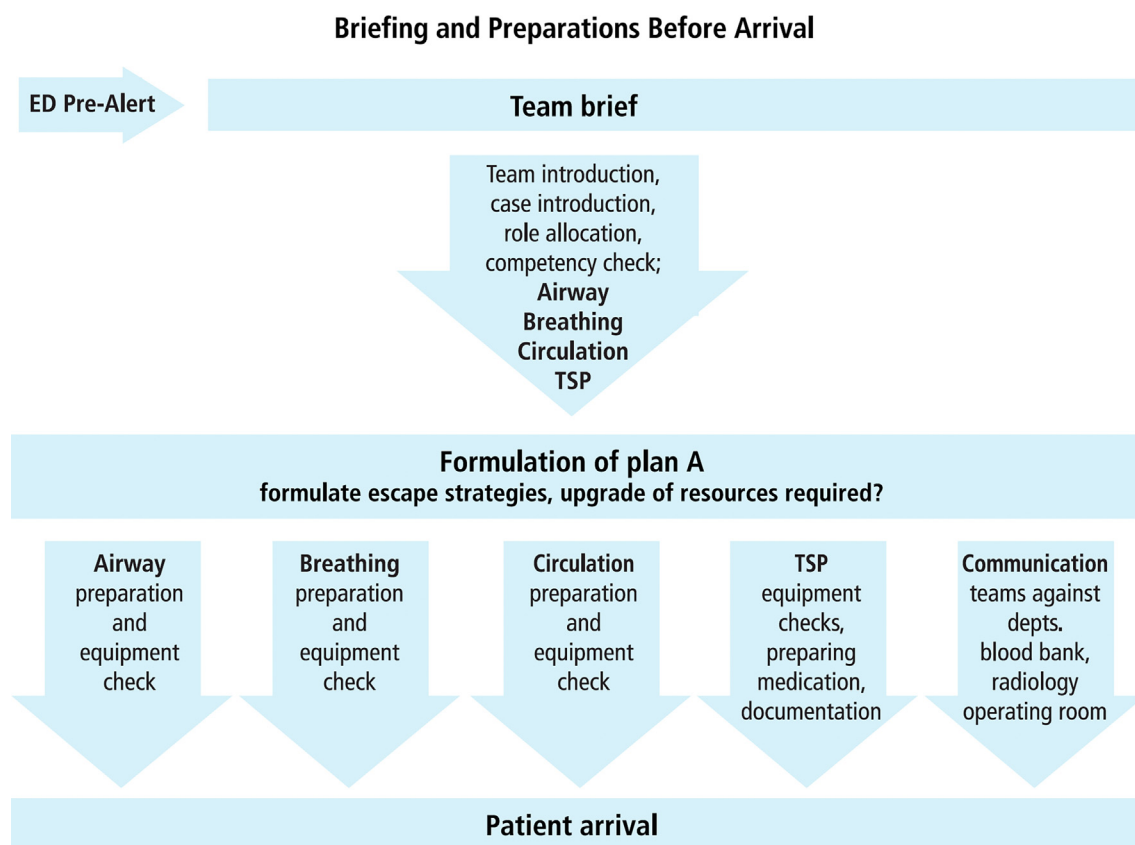 Briefing and Preparations Before Arrival
ED Pre-Alert
Team brief
Team introduction,
case introduction,
role allocation,
competency check;
Airway
Breathing
Circulation
TSP
Formulation of plan A
formulate escape strategies, upgrade of resources required?
Airway
preparation
and
equipment
check
Breathing
preparation
and
equipment
check
Circulation
preparation
and
equipment
check
TSP
equipment
checks,
preparing
medication,
documentation
Communication
teams against
depts.
blood bank,
radiology
operating room
Patient arrival